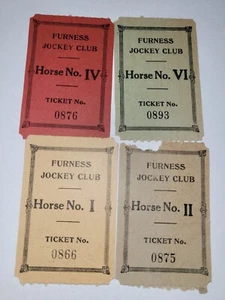 FURNESS
JOCKEY CLUB
Horse No. IV
TICKET No.
0876
FURNESS
JOCKEY CLUB
Horse No. VI
TICKET No.
0893
FURNESS
JOCKEY CLUB
Horse No. I
TICKET No.
0866
FURNESS
JOCKEY CLUB
Horse No. II
TICKET No.
0875